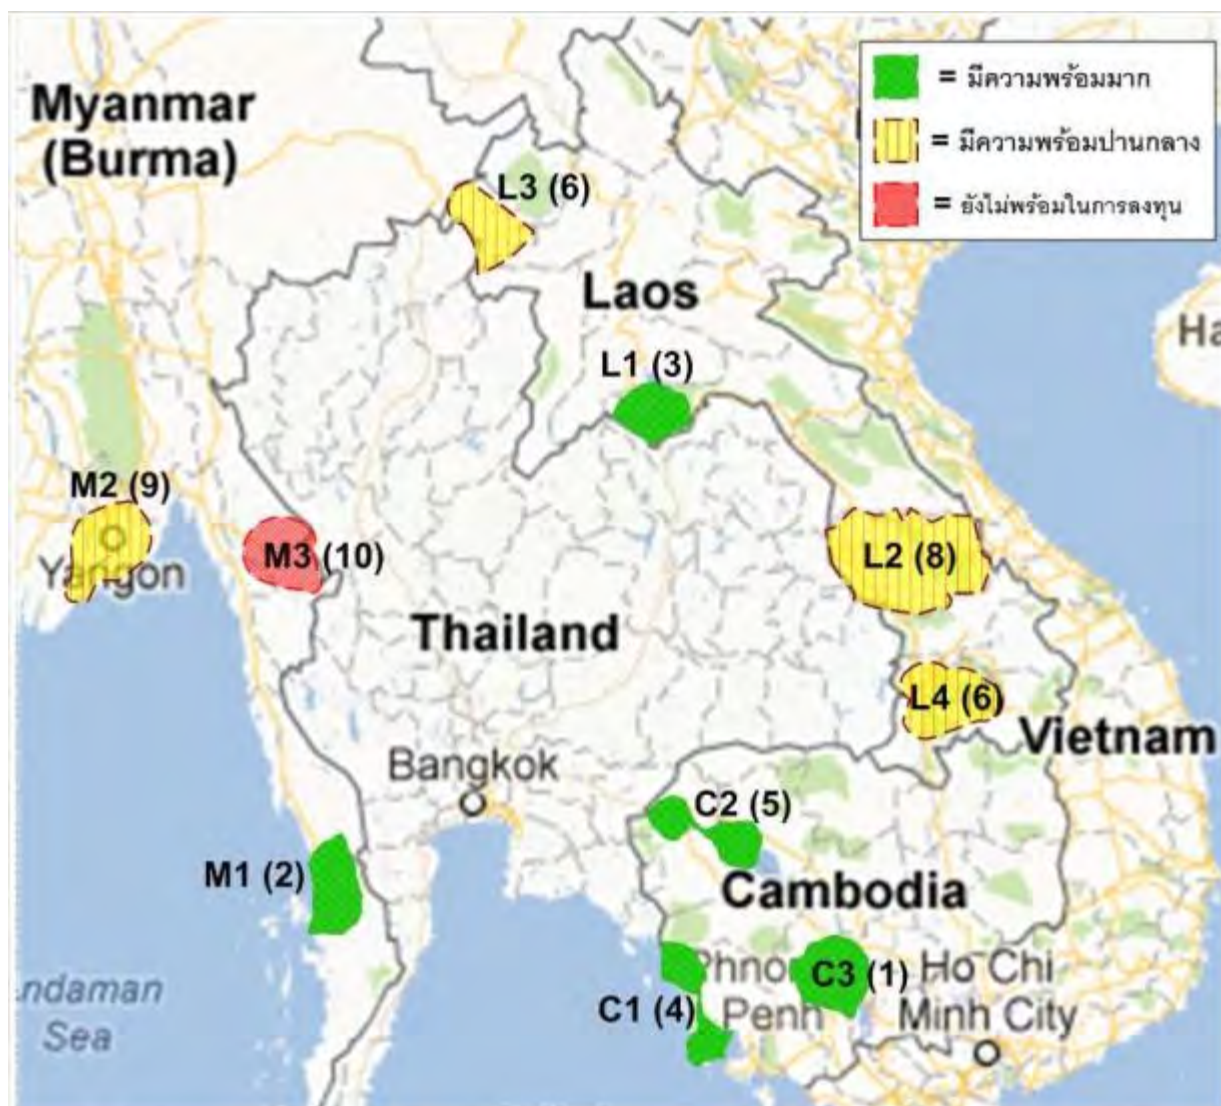 Myanmar
(Burma)
= มีความพร้อมมาก
= มีความพร้อมปานกลาง
= ยังไม่พร้อมในการลงทุน
L3 (6)
Laos
Ha
L1 (3)
M2 (9)
Yangon
M3 (10)
L2 (8)
Thailand
L4 (6)
Vietnam
Bangkok
C2 (5)
M1 (2)
Cambodia
Phnom
Penh
C3 (1)
Ho Chi
Minh City
C1 (4)
ndaman
Sea